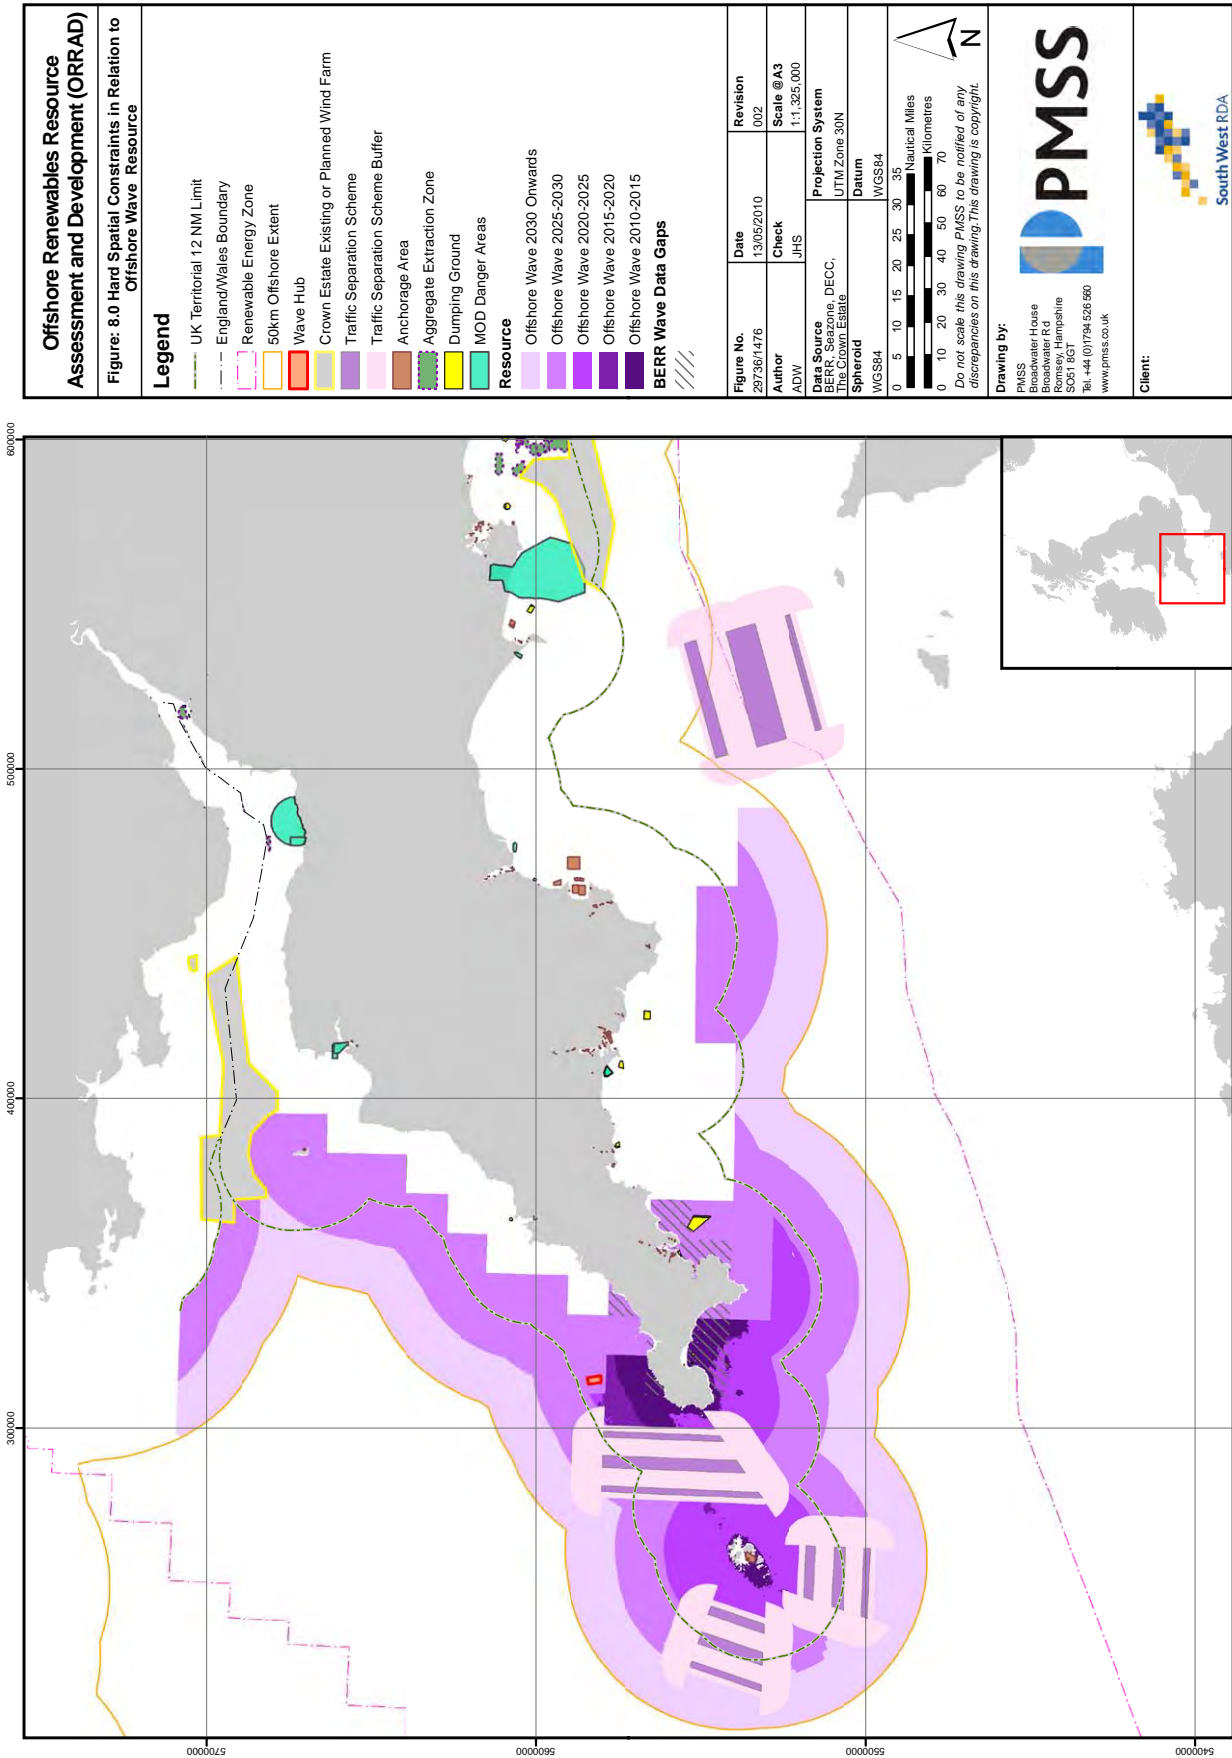 Offshore Renewables Resource
Assessment and Development (ORRAD)
Figure: 8.0 Hard Spatial Constraints in Relation to
Offshore Wave Resource
Legend
UK Territorial 12 NM Limit
England/Wales Boundary
Renewable Energy Zone
50km Offshore Extent
Wave Hub
Crown Estate Existing or Planned Wind Farm
Traffic Separation Scheme
Traffic Separation Scheme Buffer
Anchorage Area
Aggregate Extraction Zone
Dumping Ground
MOD Danger Areas
Resource
Offshore Wave 2030 Onwards
Offshore Wave 2025-2030
Offshore Wave 2020-2025
Offshore Wave 2015-2020
Offshore Wave 2010-2015
BERR Wave Data Gaps
Figure No.
29736/1476
Date
13/05/2010
Revision
002
Author
ADW
Check
JHS
Scale @A3
1:1,325,000
Data Source
BERR, Seazone, DECC,
The Crown Estate
Projection System
UTM Zone 30N
Spheroid
WGS84
Datum
WGS84
0 5 10 15 20 25 30 35
Nautical Miles
0 10 20 30 40 50 60 70
Kilometres
N
Do not scale this drawing PMSS to be notified of any
discrepancies on this drawing. This drawing is copyright.
Drawing by:
PMSS
Broadwater House
Broadwater Rd
Romsey, Hampshire
SO51 8GT
Tel. +44 (0)1794 526 560
www.pmss.co.uk
PMSS
Client:
South West RDA
300000
400000
500000
600000
5700000
5600000
5500000
5400000